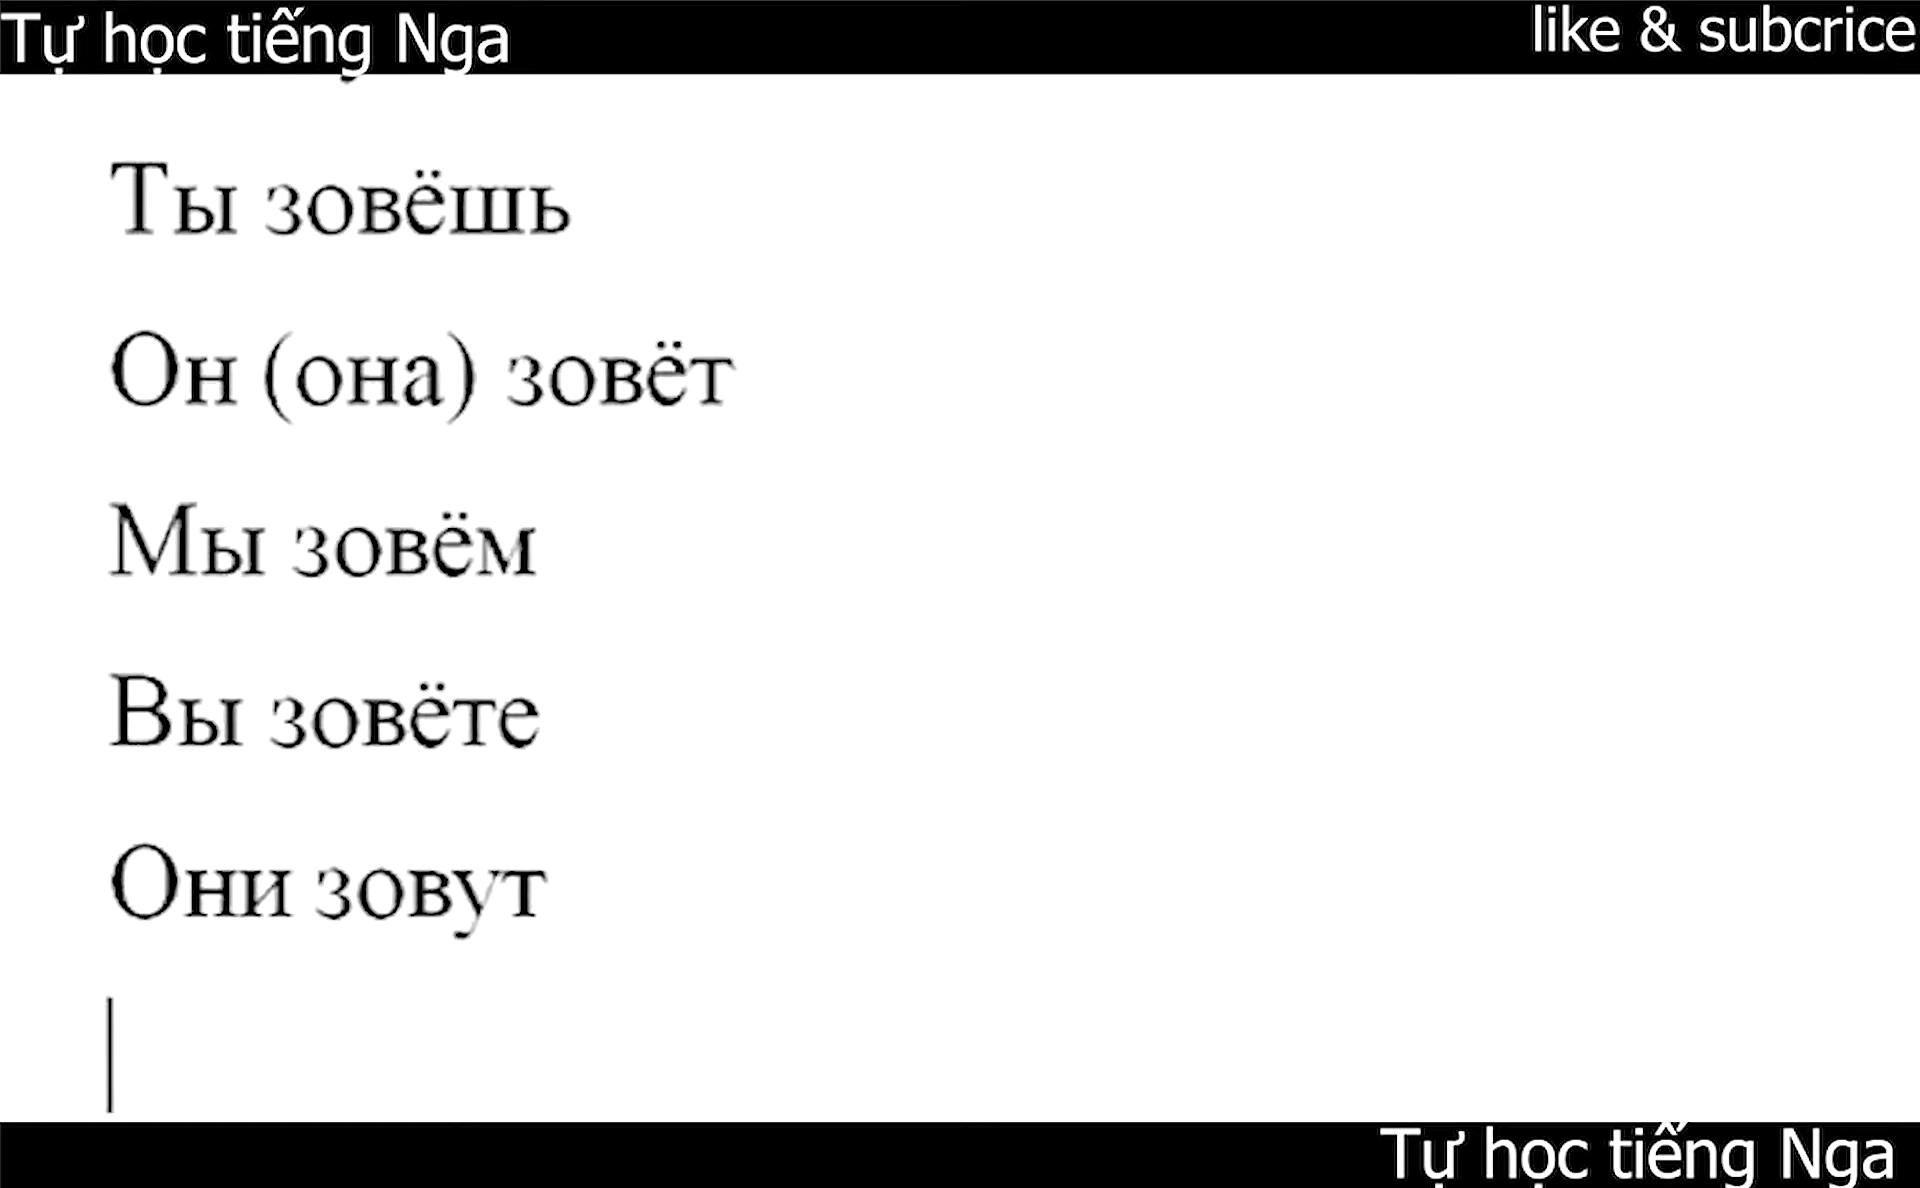 Tự học tiếng Nga
like & subcrice
Ты зовёшь
Он (она) зовёт
Мы зовём
Вы зовёте
Они зовут
Tự học tiếng Nga